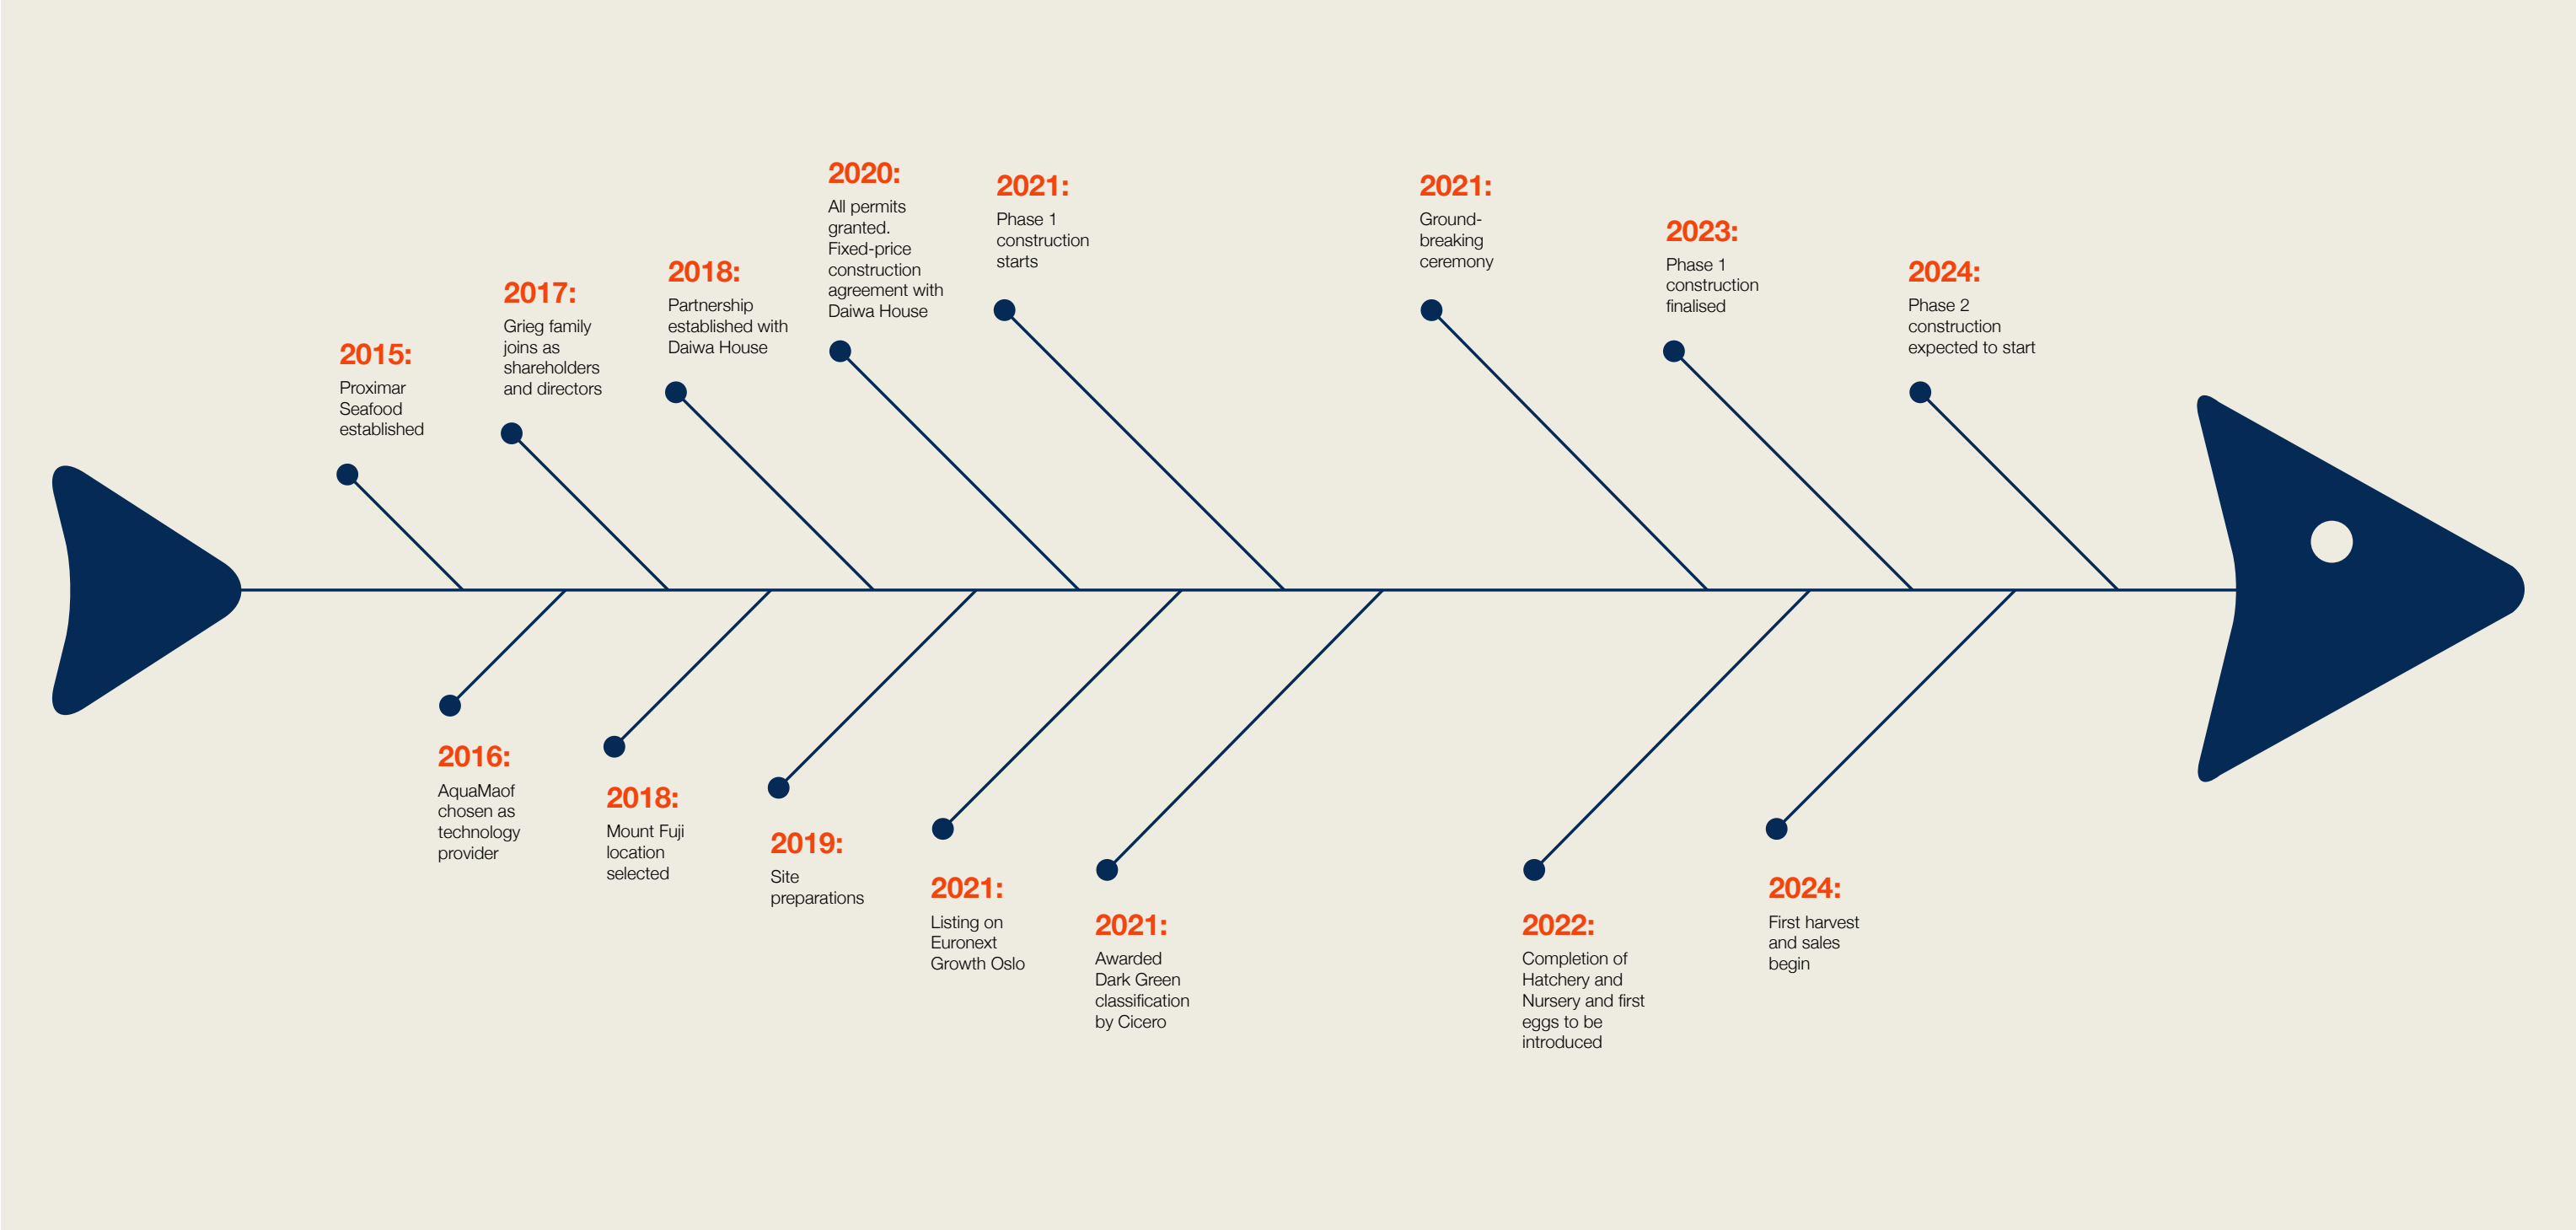 2015:
Proximar
Seafood
established
2017:
Grieg family
joins as
shareholders
and directors
2018:
Partnership
established with
Daiwa House
2020:
All permits
granted.
Fixed-price
construction
agreement with
Daiwa House
2021:
Phase 1
construction
starts
2021:
Ground-
breaking
ceremony
2023:
Phase 1
construction
finalised
2024:
Phase 2
construction
expected to start
2016:
AquaMaof
chosen as
technology
provider
2018:
Mount Fuji
location
selected
2019:
Site
preparations
2021:
Listing on
Euronext
Growth Oslo
2021:
Awarded
Dark Green
classification
by Cicero
2022:
Completion of
Hatchery and
Nursery and first
eggs to be
introduced
2024:
First harvest
and sales
begin